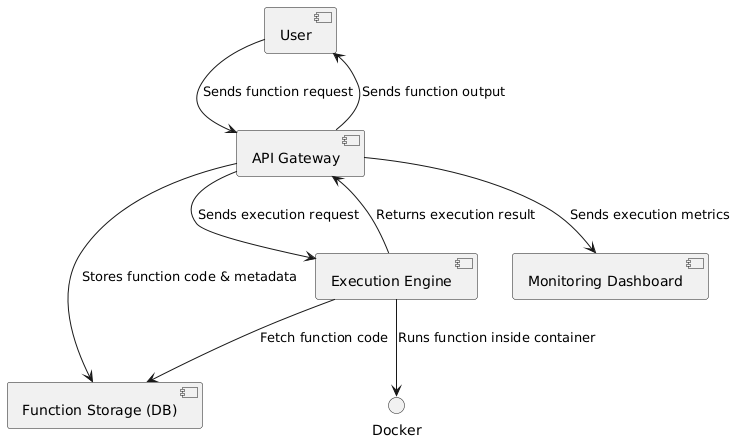 User
Sends function request
Sends function output
API Gateway
Sends execution request
Returns execution result
Sends execution metrics
Stores function code & metadata
Execution Engine
Monitoring Dashboard
Fetch function code
Runs function inside container
Function Storage (DB)
Docker